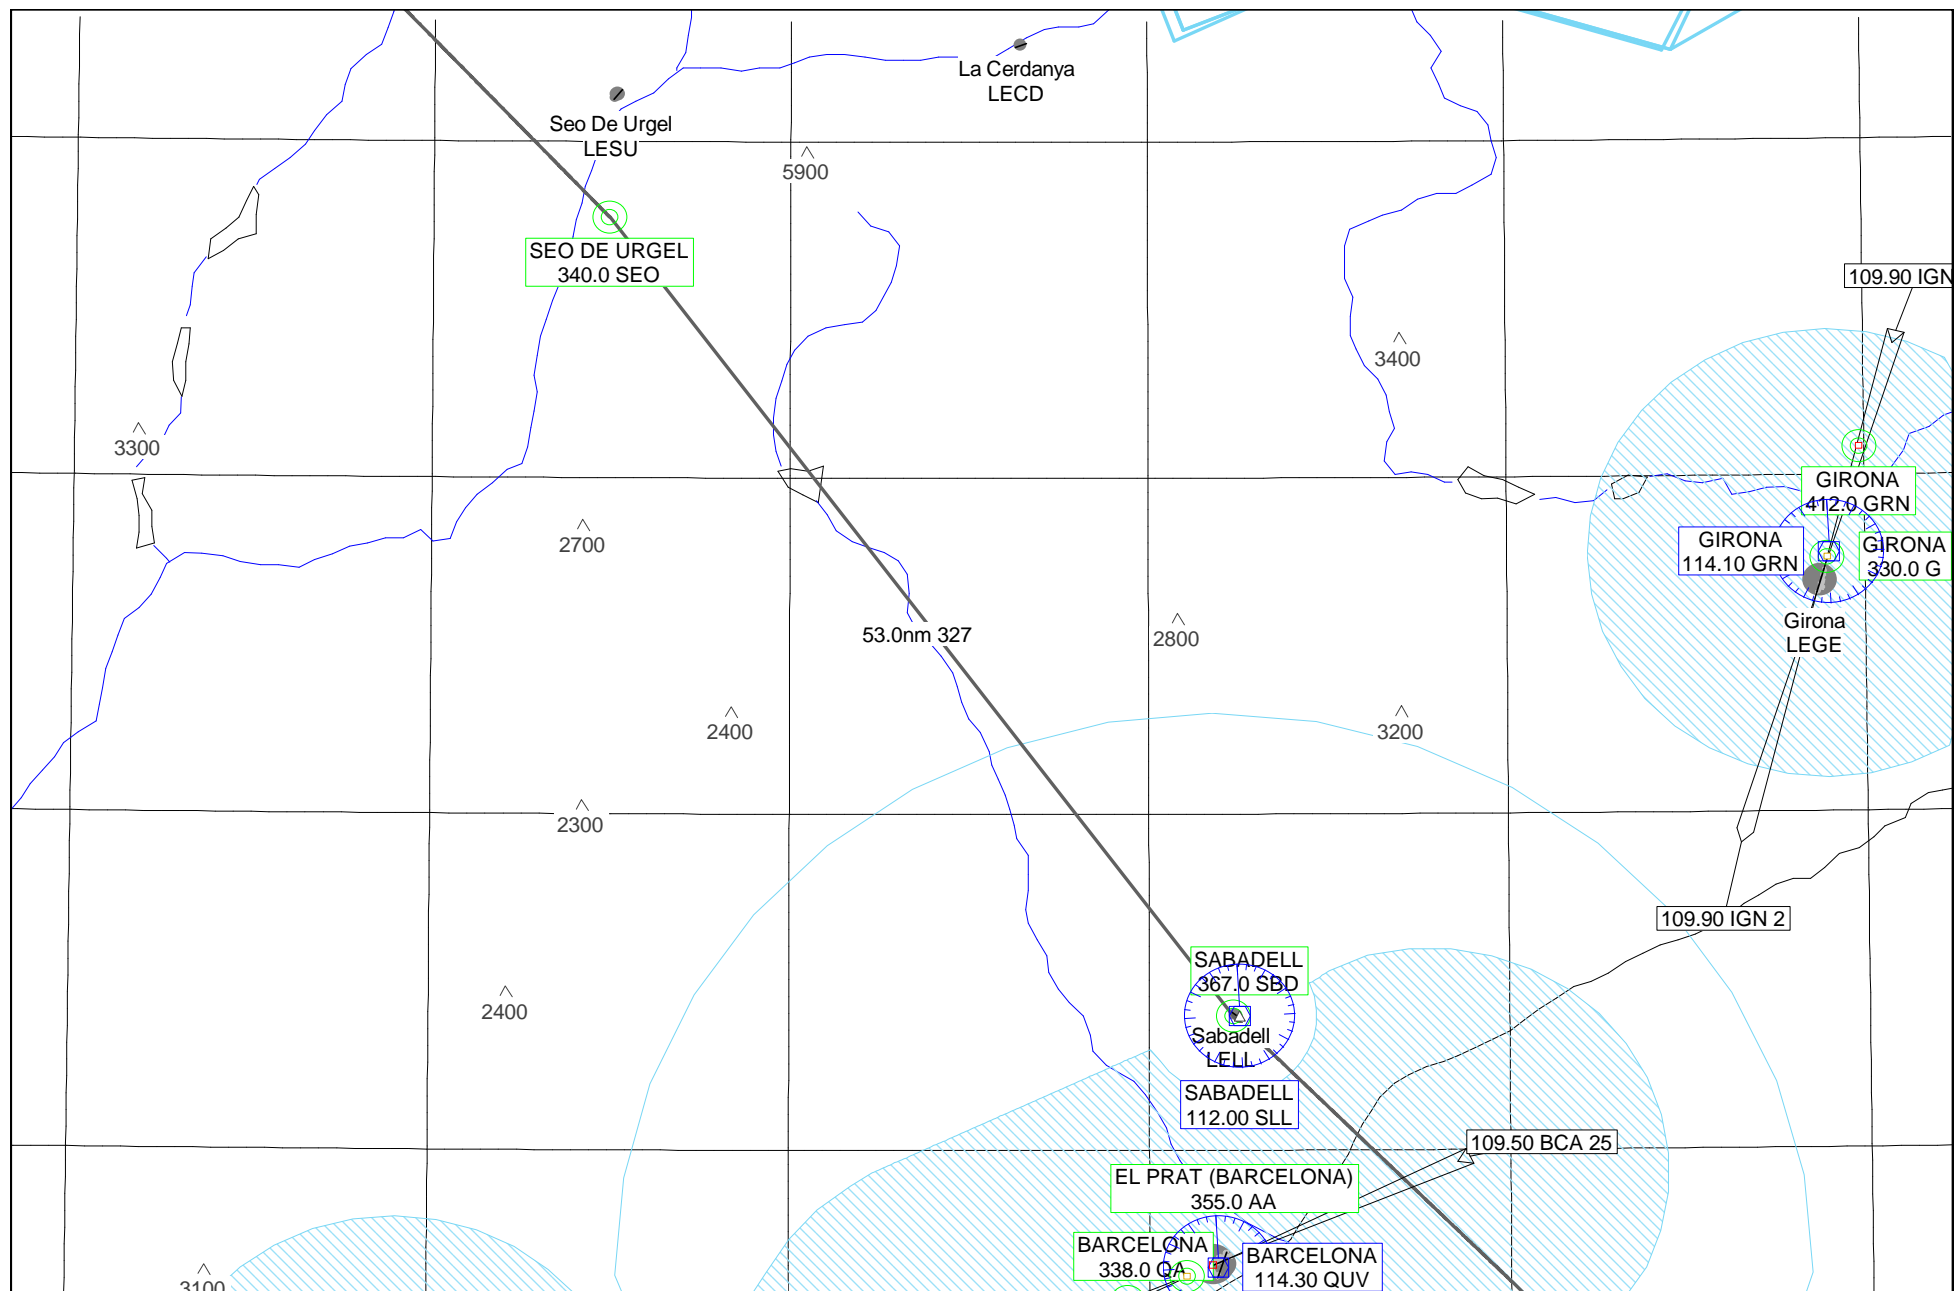 La Cerdanya
LECD
Seo De Urgel
LESU
5900
SEO DE URGEL
340.0 SEO
109.90 IGN
3400
3300
GIRONA
412.0 GRN
GIRONA
114.10 GRN
GIRONA
330.0 G
2700
Girona
LEGE
53.0nm 327
2800
2400
3200
2300
109.90 IGN 2
SABADELL
367.0 SBD
2400
Sabadell
LELL
SABADELL
112.00 SLL
109.50 BCA 25
EL PRAT (BARCELONA)
355.0 AA
BARCELONA
338.0 QA
BARCELONA
114.30 QUV
3100